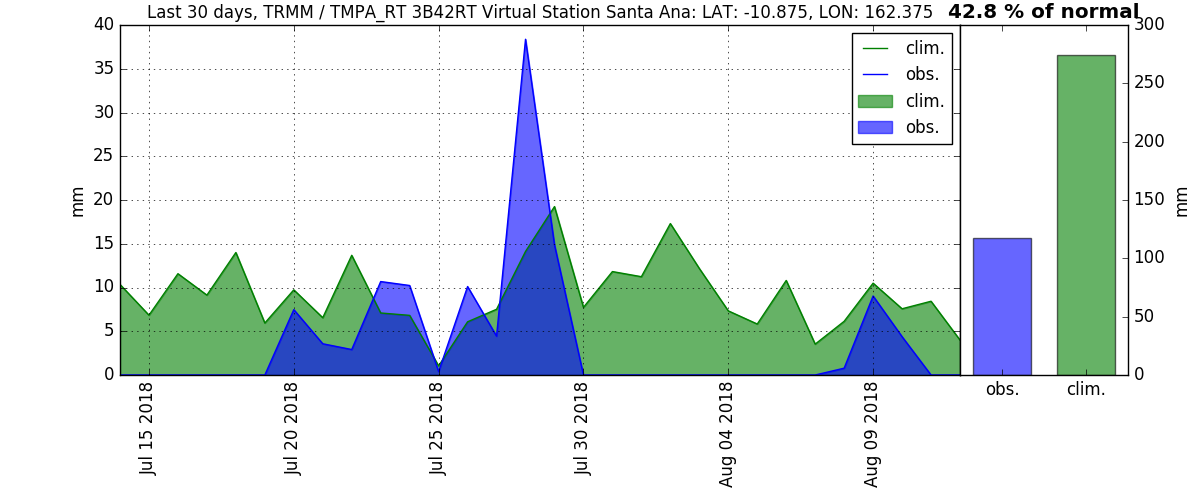 Last 30 days, TRMM / TMPA_RT 3B42RT Virtual Station Santa Ana: LAT: -10.875, LON: 162.375
42.8 % of normal
40
35
30
25
20
15
10
5
0
mm
clim.
obs.
clim.
obs.
300
250
200
150
100
50
0
mm
Jul 15 2018
Jul 20 2018
Jul 25 2018
Jul 30 2018
Aug 04 2018
Aug 09 2018
obs.
clim.